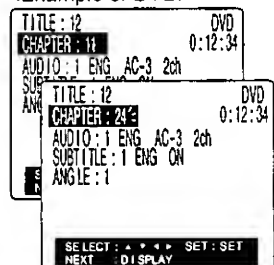 TITLE : 12 DVD
CHAPTER : 11 0:12:34
AUDIO : 1 ENG AC-3 2ch
TITLE : 12 DVD
CHAPTER : 24 0:12:34
AUDIO : 1 ENG AC-3 2ch
SUBTITLE : 1 ENG ON
ANGLE : 1
SELECT : ▲ ▼ ◄ ► SET : SET
NEXT : DISPLAY